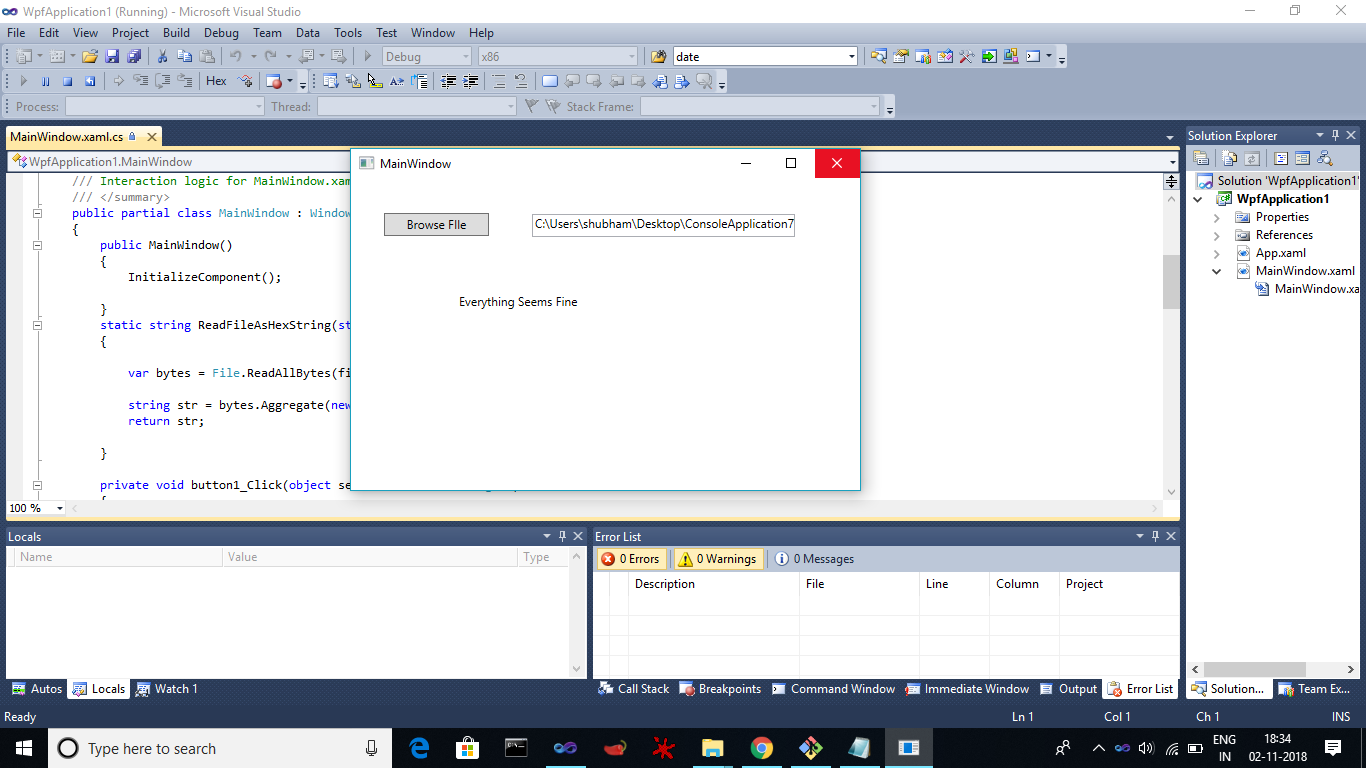 WpfApplication1 (Running) - Microsoft Visual Studio
File Edit View Project Build Debug Team Data Tools Test Window Help
Debug x86 date
Hex
Process: Thread: Stack Frame:
MainWindow.xaml.cs
WpfApplication1.MainWindow
/// Interaction logic for MainWindow.xam
/// </summary>
public partial class MainWindow : Window
{
public MainWindow()
{
InitializeComponent();
}
static string ReadFileAsHexString(st
{
var bytes = File.ReadAllBytes(fi
string str = bytes.Aggregate(new
return str;
}
private void button1_Click(object se
{
100 %
MainWindow
Browse FIle
C:\Users\shubham\Desktop\ConsoleApplication7
Everything Seems Fine
Solution Explorer
Solution 'WpfApplication1'
WpfApplication1
Properties
References
App.xaml
MainWindow.xaml
MainWindow.xa
Locals
Name Value Type
Autos Locals Watch 1
Error List
0 Errors 0 Warnings 0 Messages
Description File Line Column Project
Call Stack Breakpoints Command Window Immediate Window Output Error List
Solution... Team Ex...
Ready Ln 1 Col 1 Ch 1 INS
Type here to search
ENG
IN
18:34
02-11-2018